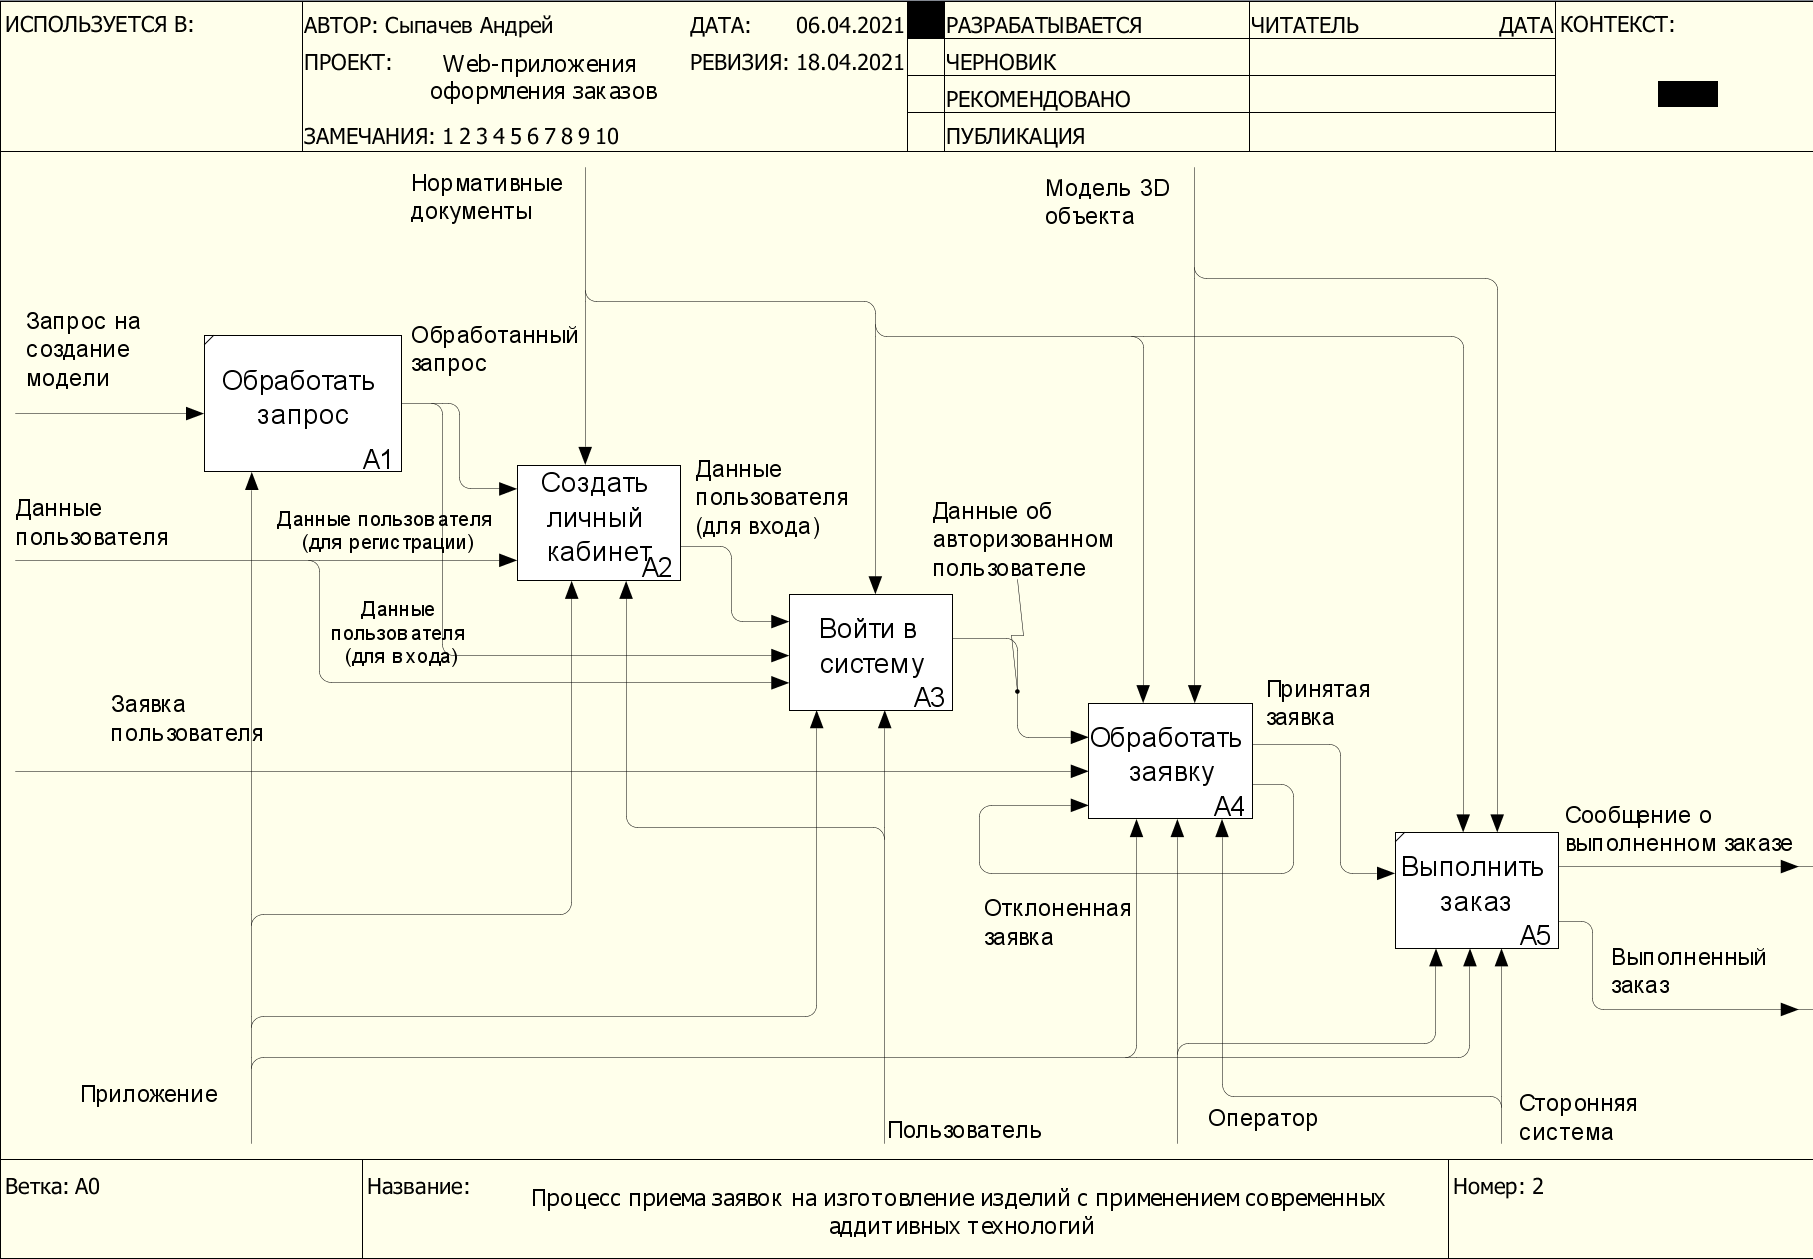 ИСПОЛЬЗУЕТСЯ В:
АВТОР: Сыпачев Андрей
ДАТА: 06.04.2021
ПРОЕКТ: Web-приложения
оформления заказов
РЕВИЗИЯ: 18.04.2021
ЗАМЕЧАНИЯ: 1 2 3 4 5 6 7 8 9 10
РАЗРАБАТЫВАЕТСЯ
ЧЕРНОВИК
РЕКОМЕНДОВАНО
ПУБЛИКАЦИЯ
ЧИТАТЕЛЬ ДАТА
КОНТЕКСТ:
Нормативные
документы
Модель 3D
объекта
Запрос на
создание
модели
Обработать
запрос
A1
Обработанный
запрос
Данные
пользователя
Данные пользователя
(для регистрации)
Создать
личный
кабинет
A2
Данные
пользователя
(для входа)
Данные
пользователя
(для входа)
Войти в
систему
A3
Данные об
авторизованном
пользователе
Заявка
пользователя
Обработать
заявку
A4
Принятая
заявка
Отклоненная
заявка
Выполнить
заказ
A5
Сообщение о
выполненном заказе
Выполненный
заказ
Приложение
Пользователь
Оператор
Сторонняя
система
Ветка: A0
Название:
Процесс приема заявок на изготовление изделий с применением современных
аддитивных технологий
Номер: 2